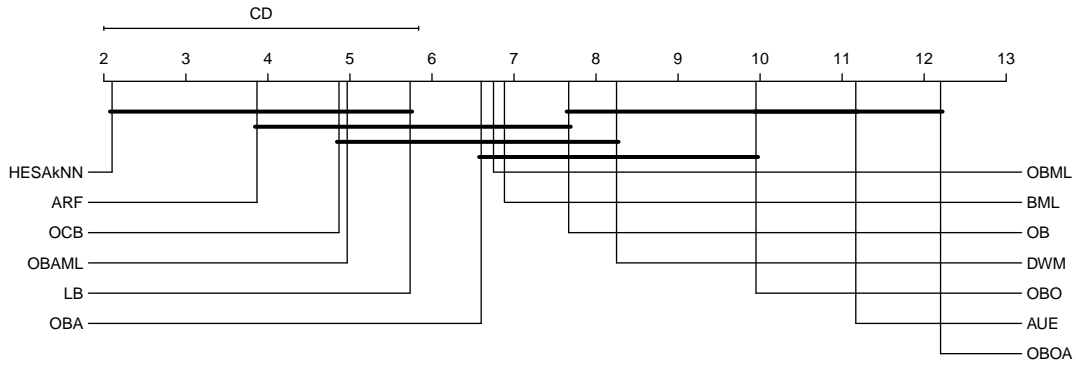 CD
2 3 4 5 6 7 8 9 10 11 12 13
HESAkNN OBML
ARF BML
OCB OB
OBAML DWM
LB OBO
OBA AUE
OBOA